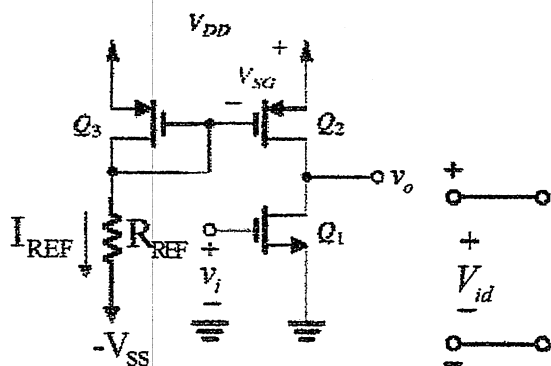 V_DD
+
V_SG
−
Q_3
Q_2
v_o
+
I_REF
R_REF
+
v_i
−
Q_1
+
V_id
−
-V_SS
−